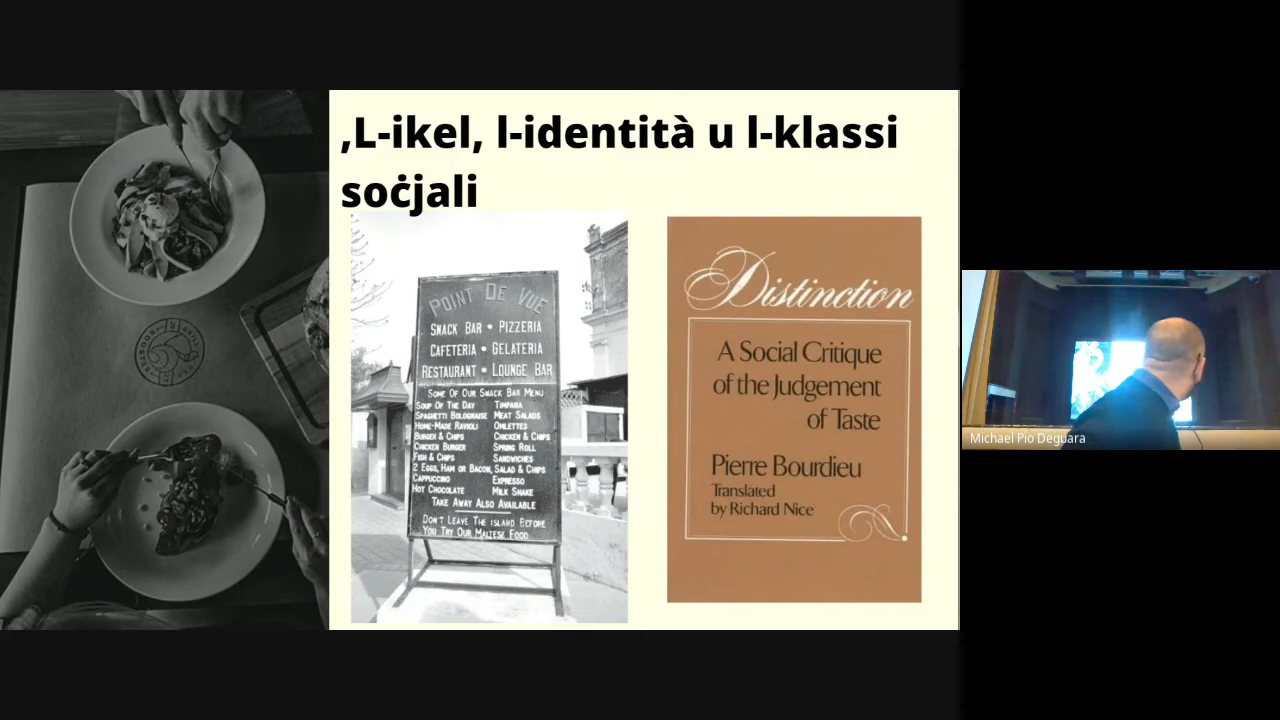 ,L-ikel, l-identità u l-klassi
soċjali
POINT DE VUE
SNACK BAR • PIZZERIA
CAFETERIA • GELATERIA
RESTAURANT • LOUNGE BAR
SOME OF OUR SNACK BAR MENU
SOUP OF THE DAY TIMPANA
SPAGHETTI BOLOGNAISE MEAT SALADS
HOME-MADE RAVIOLI OMLETTES
BURGER & CHIPS CHICKEN & CHIPS
CHICKEN BURGER SPRING ROLL
FISH & CHIPS SANDWICHES
2 EGGS, HAM OR BACON, SALAD & CHIPS
CAPPUCCINO ESPRESSO
HOT CHOCOLATE MILK SHAKE
TAKE AWAY ALSO AVAILABLE
DON'T LEAVE THE ISLAND BEFORE
YOU TRY OUR MALTESE FOOD
Distinction
A Social Critique
of the Judgement
of Taste
Pierre Bourdieu
Translated
by Richard Nice
Michael Pio Deguara